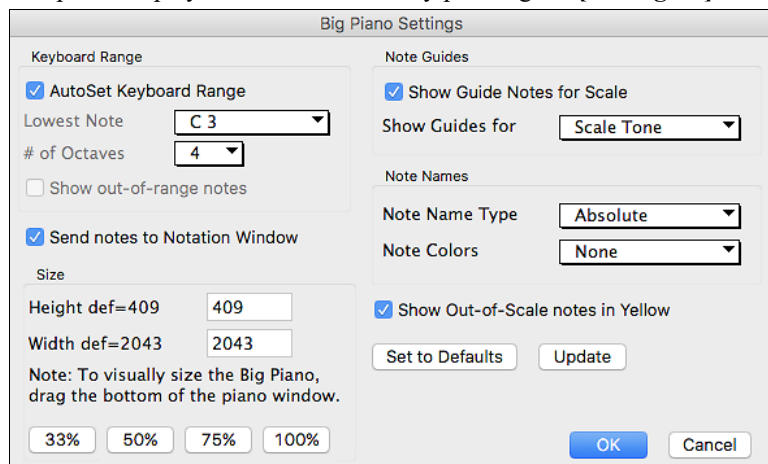 Big Piano Settings
Keyboard Range
AutoSet Keyboard Range
Lowest Note C 3
# of Octaves 4
Show out-of-range notes
Send notes to Notation Window
Size
Height def=409 409
Width def=2043 2043
Note: To visually size the Big Piano,
drag the bottom of the piano window.
33% 50% 75% 100%
Note Guides
Show Guide Notes for Scale
Show Guides for Scale Tone
Note Names
Note Name Type Absolute
Note Colors None
Show Out-of-Scale notes in Yellow
Set to Defaults Update
OK Cancel